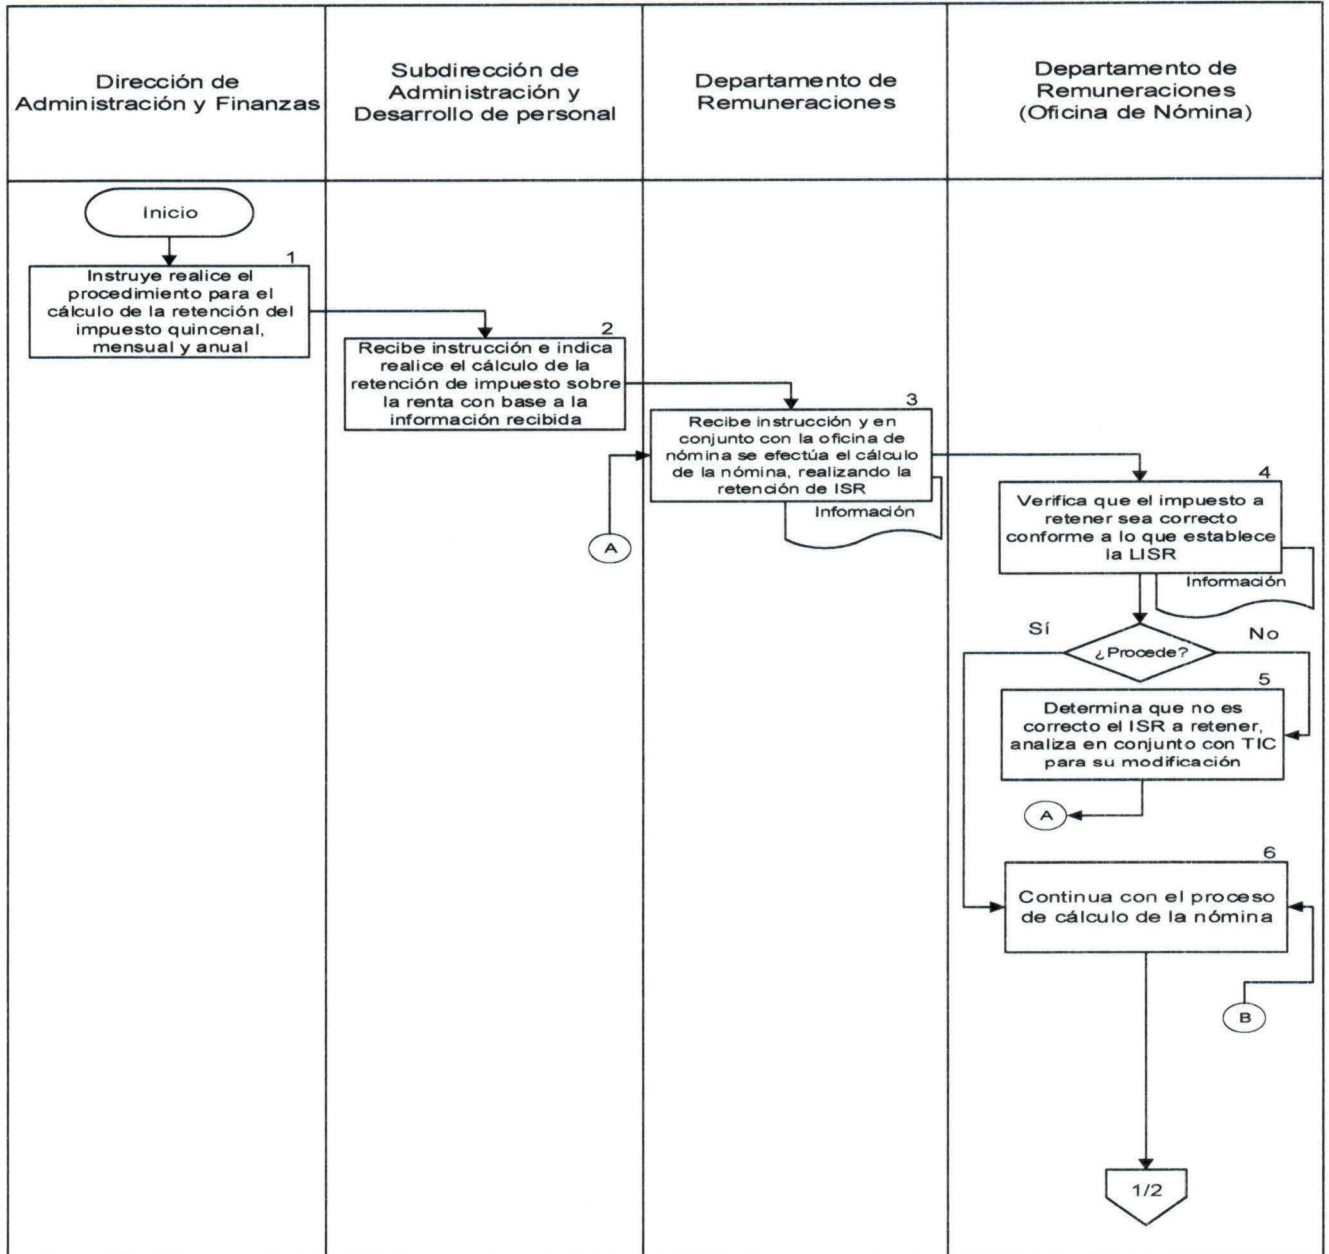 Dirección de
Administración y Finanzas
Subdirección de
Administración y
Desarrollo de personal
Departamento de
Remuneraciones
Departamento de
Remuneraciones
(Oficina de Nómina)
Inicio
1
Instruye realice el
procedimiento para el
cálculo de la retención del
impuesto quincenal,
mensual y anual
2
Recibe instrucción e indica
realice el cálculo de la
retención de impuesto sobre
la renta con base a la
información recibida
3
Recibe instrucción y en
conjunto con la oficina de
nómina se efectúa el cálculo
de la nómina, realizando la
retención de ISR
Información
A
4
Verifica que el impuesto a
retener sea correcto
conforme a lo que establece
la LISR
Información
Sí
¿Procede?
No
5
Determina que no es
correcto el ISR a retener,
analiza en conjunto con TIC
para su modificación
A
6
Continua con el proceso
de cálculo de la nómina
B
1/2